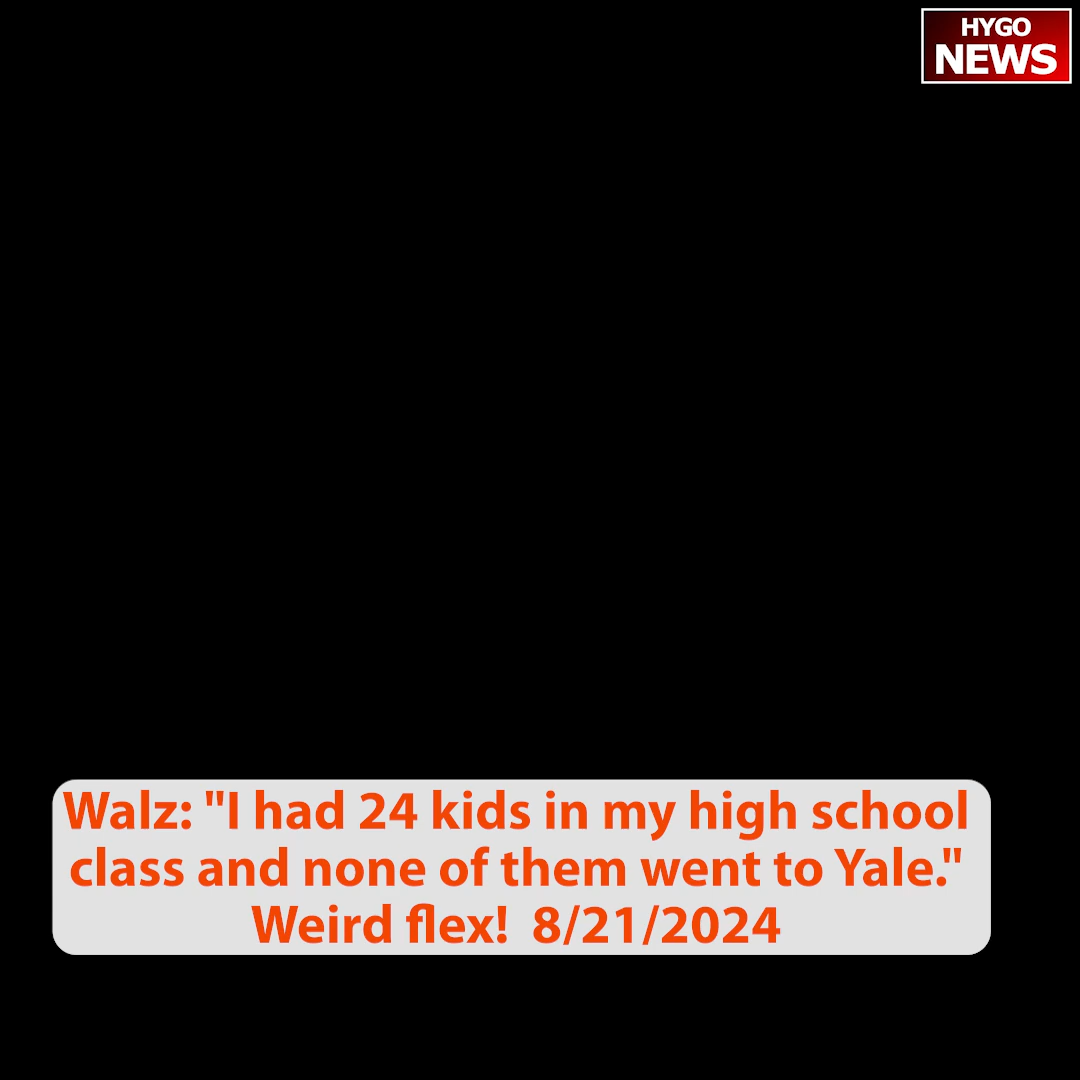 HYGO
NEWS
Walz: "I had 24 kids in my high school
class and none of them went to Yale."
Weird flex!  8/21/2024